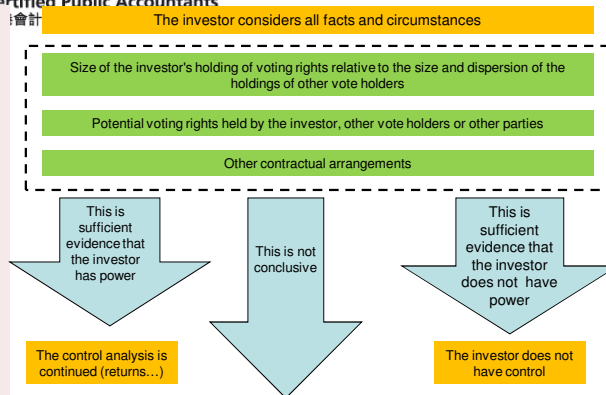 ertified Public Accountants
會計
The investor considers all facts and circumstances
Size of the investor's holding of voting rights relative to the size and dispersion of the
holdings of other vote holders
Potential voting rights held by the investor, other vote holders or other parties
Other contractual arrangements
This is
sufficient
evidence that
the investor
has power
This is not
conclusive
This is
sufficient
evidence that
the investor
does not have
power
The control analysis is
continued (returns…)
The investor does not
have control